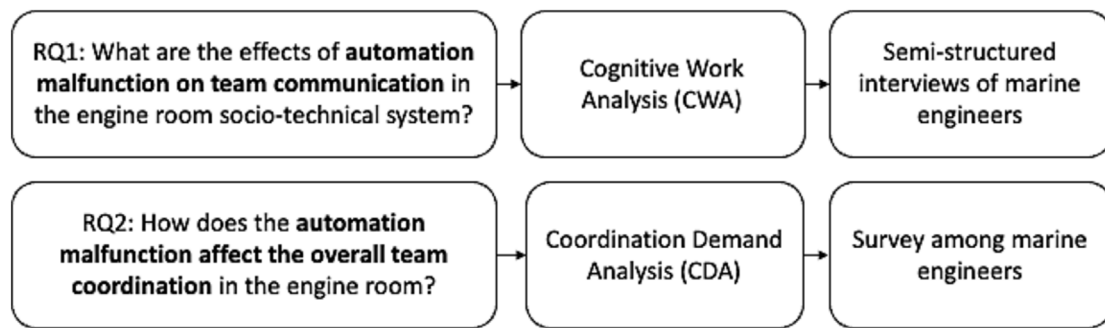 RQ1: What are the effects of automation
malfunction on team communication in
the engine room socio-technical system?
Cognitive Work
Analysis (CWA)
Semi-structured
interviews of marine
engineers
RQ2: How does the automation
malfunction affect the overall team
coordination in the engine room?
Coordination Demand
Analysis (CDA)
Survey among marine
engineers